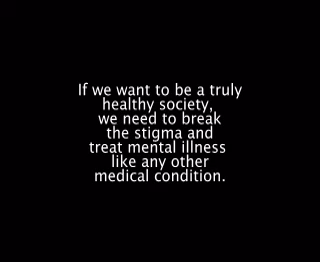 If we want to be a truly
healthy society,
we need to break
the stigma and
treat mental illness
like any other
medical condition.